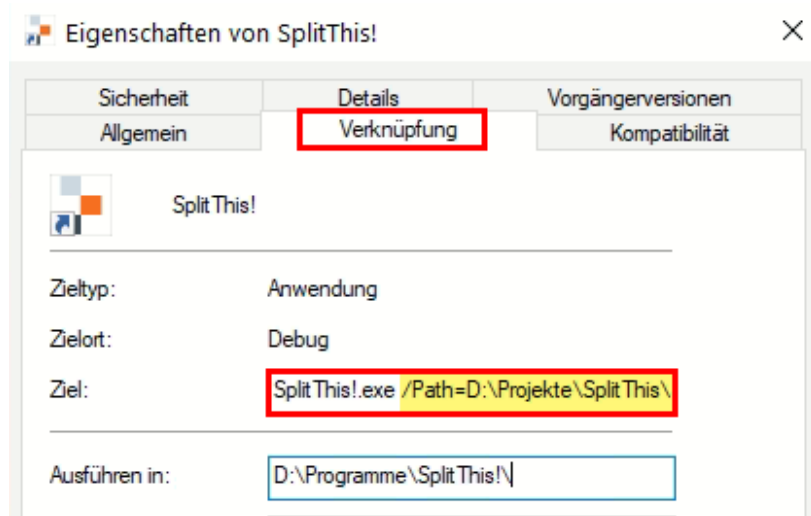 Eigenschaften von SplitThis!
Sicherheit Details Vorgängerversionen
Allgemein Verknüpfung Kompatibilität
SplitThis!
Zieltyp: Anwendung
Zielort: Debug
Ziel: SplitThis!.exe /Path=D:\Projekte\SplitThis\
Ausführen in: D:\Programme\SplitThis!\